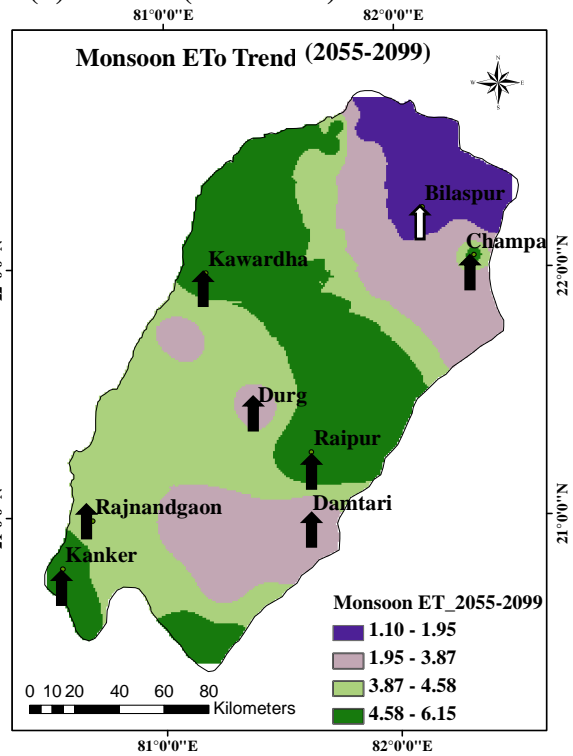 81°0'0"E 82°0'0"E
Monsoon ETo Trend (2055-2099)
N
W E
S
Bilaspur
Champa
22°0'0"N
Kawardha
Durg
Raipur
Damtari
Rajnandgaon
21°0'0"N
Kanker
Monsoon ET_2055-2099
1.10 - 1.95
1.95 - 3.87
3.87 - 4.58
4.58 - 6.15
0 10 20 40 60 80
Kilometers
81°0'0"E 82°0'0"E